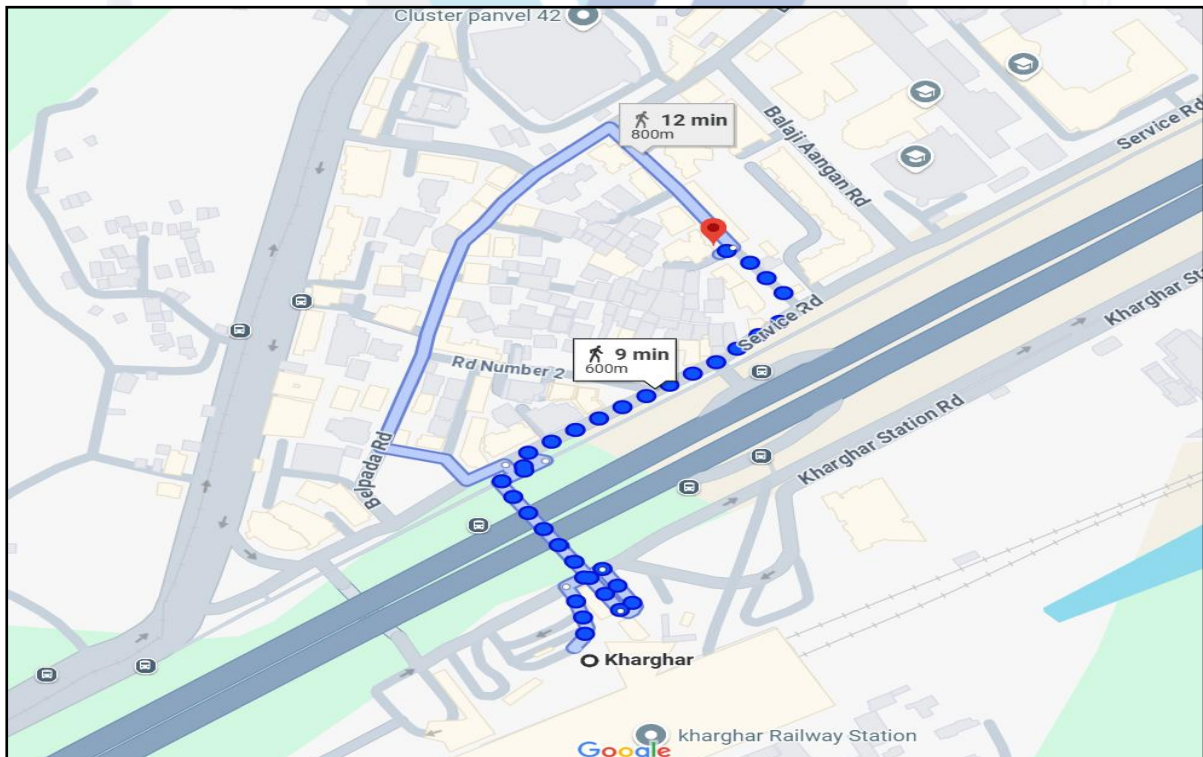 Cluster panvel 42
12 min
800m
Balaji Aangan Rd
Service Rd
Service Rd
Kharghar St
9 min
600m
Rd Number 2
Belpada Rd
Kharghar Station Rd
Kharghar
kharghar Railway Station
Google